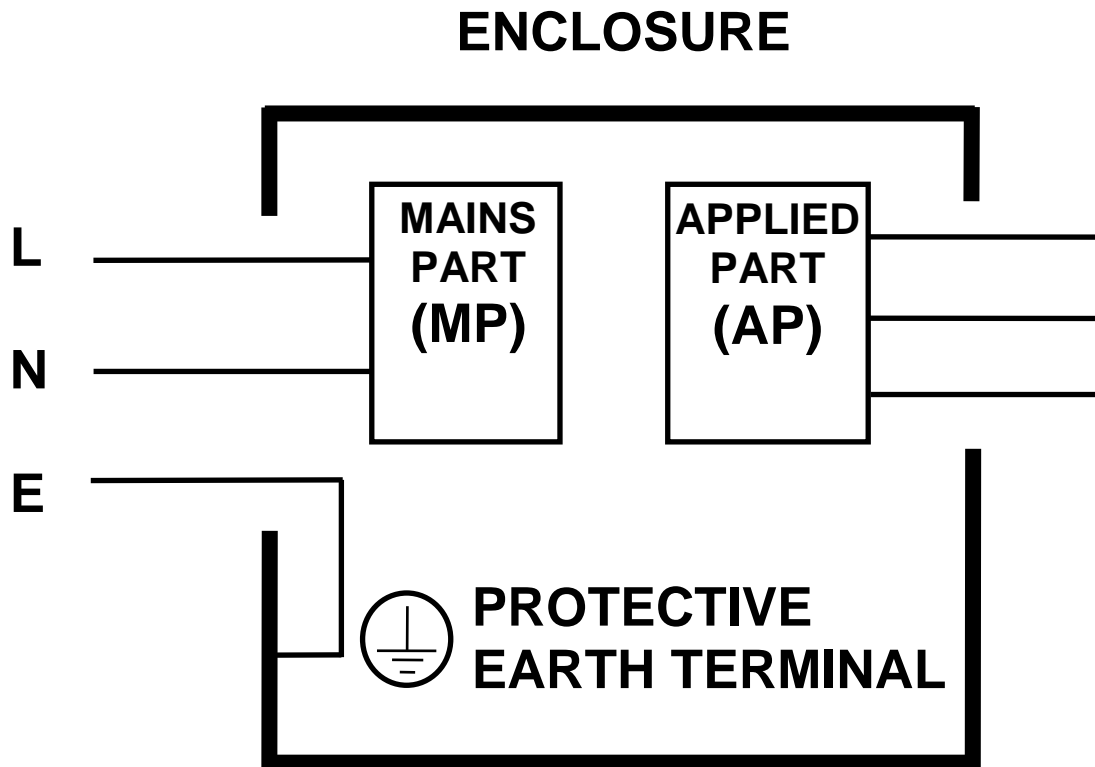 ENCLOSURE
L
N
E
MAINS
PART
(MP)
APPLIED
PART
(AP)
PROTECTIVE
EARTH TERMINAL